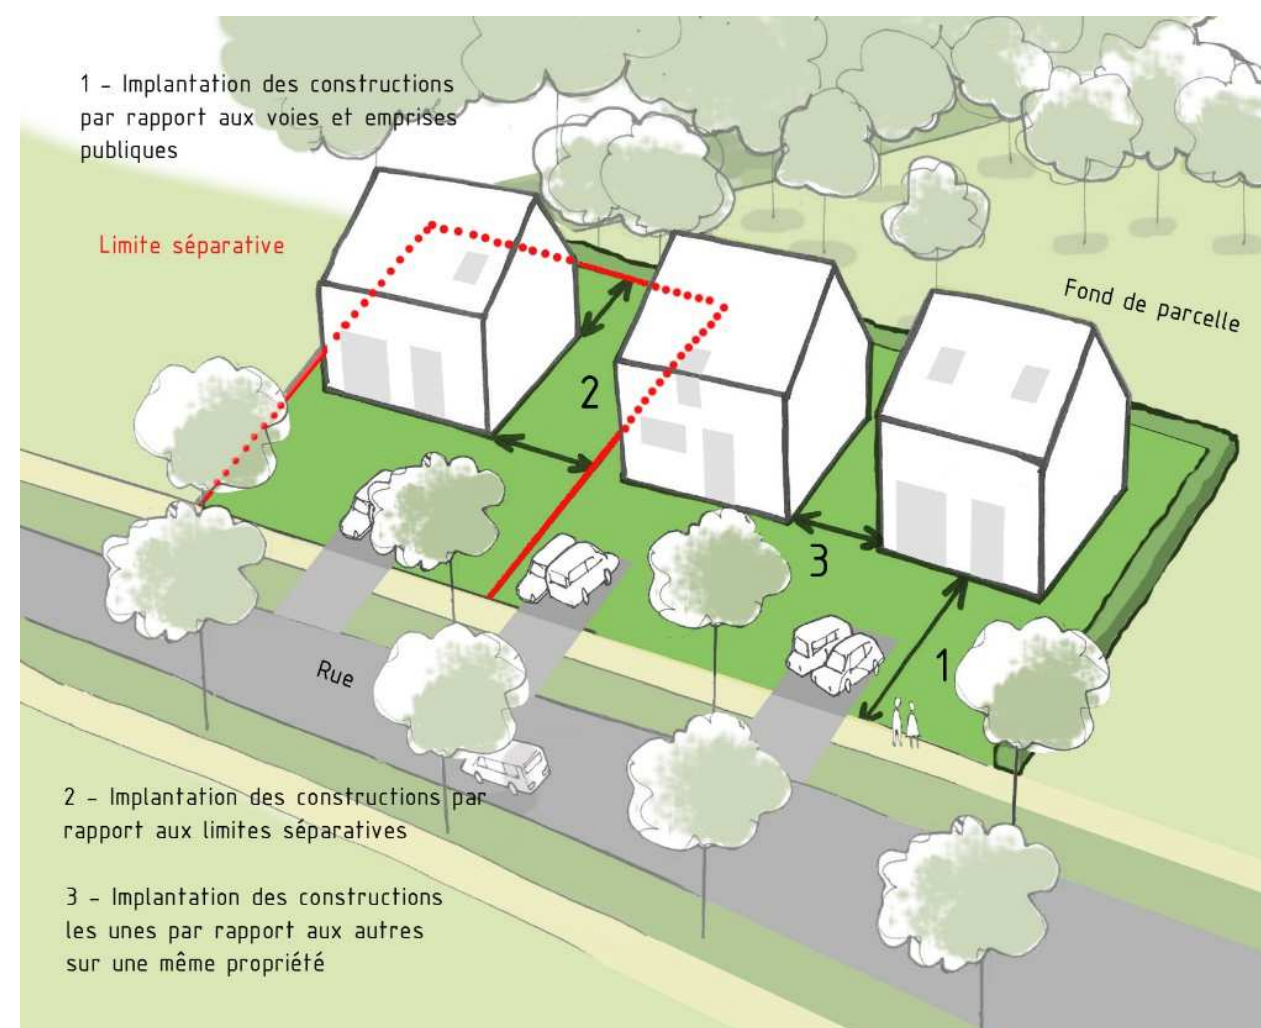 1 - Implantation des constructions
par rapport aux voies et emprises
publiques
Limite séparative
Fond de parcelle
2
3
1
Rue
2 - Implantation des constructions par
rapport aux limites séparatives
3 - Implantation des constructions
les unes par rapport aux autres
sur une même propriété